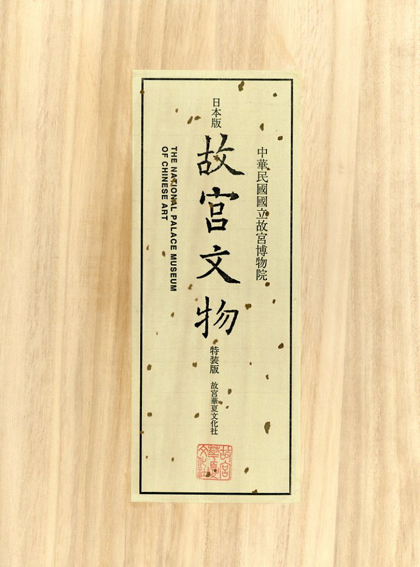 中華民國國立故宮博物院
日本版
故宮文物
特装版
故宮華夏文化社
THE NATIONAL PALACE MUSEUM
OF CHINESE ART